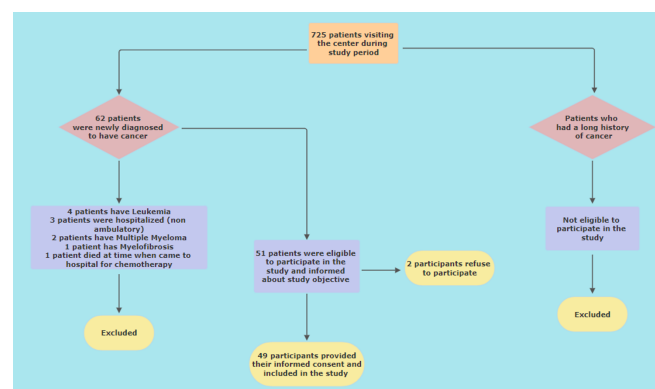 725 patients visiting
the center during
study period
62 patients
were newly diagnosed
to have cancer
Patients who
had a long history
of cancer
4 patients have Leukemia
3 patients were hospitalized (non
ambulatory)
2 patients have Multiple Myeloma
1 patient has Myelofibrosis
1 patient died at time when came to
hospital for chemotherapy
Not eligible to
participate in the
study
51 patients were eligible
to participate in the
study and informed
about study objective
2 participants refuse
to participate
Excluded
Excluded
49 participants provided
their informed consent and
included in the study